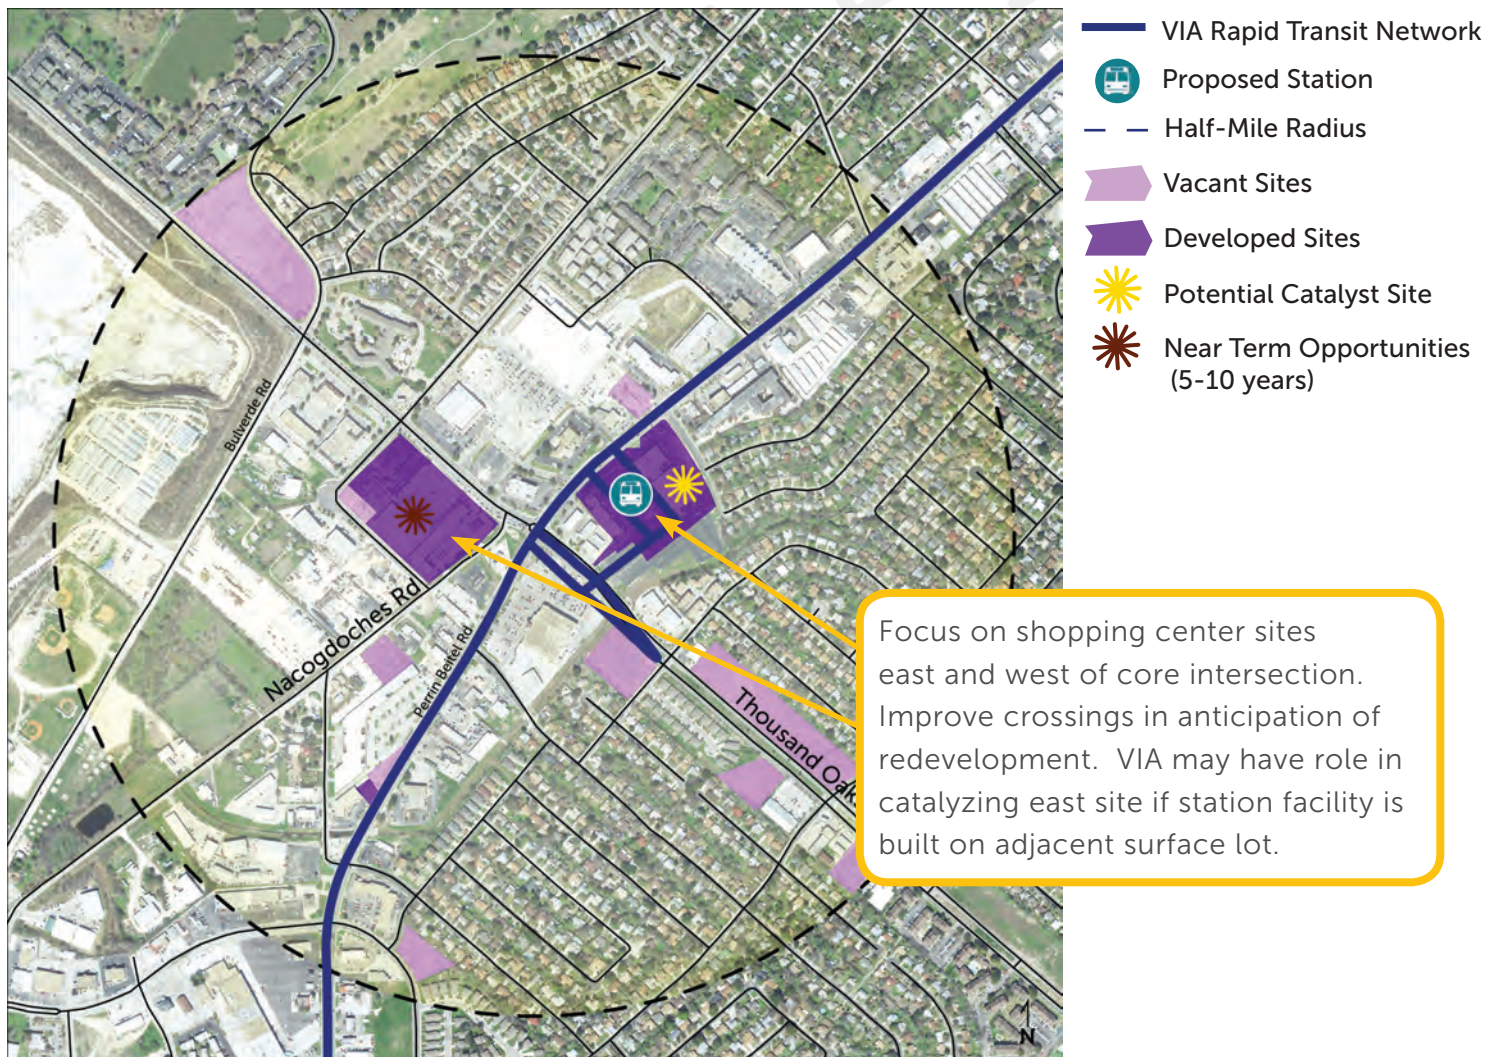 VIA Rapid Transit Network
Proposed Station
Half-Mile Radius
Vacant Sites
Developed Sites
Potential Catalyst Site
Near Term Opportunities
(5-10 years)
Bulverde Rd
Nacogdoches Rd
Perrin Beitel Rd
Thousand Oak
Focus on shopping center sites
east and west of core intersection.
Improve crossings in anticipation of
redevelopment. VIA may have role in
catalyzing east site if station facility is
built on adjacent surface lot.
N